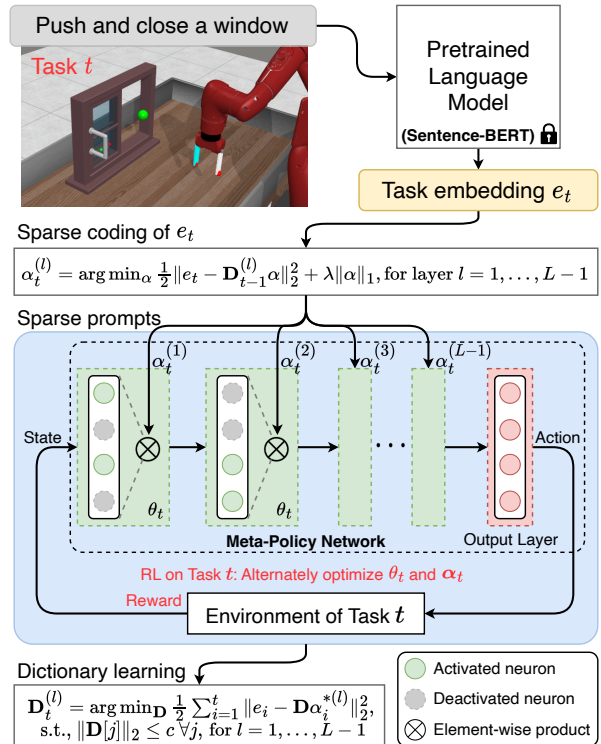 Push and close a window
Task t
Pretrained
Language
Model
(Sentence-BERT)
Task embedding e_t
Sparse coding of e_t
α_t^{(l)} = arg min_α ½‖e_t − D_{t−1}^{(l)} α‖_2^2 + λ‖α‖_1, for layer l = 1, …, L − 1
Sparse prompts
α_t^{(1)} α_t^{(2)} α_t^{(3)} α_t^{(L−1)}
State
Action
θ_t θ_t
Meta-Policy Network
Output Layer
RL on Task t: Alternately optimize θ_t and α_t
Reward
Environment of Task t
Dictionary learning
D_t^{(l)} = arg min_D ½ ∑_{i=1}^t ‖e_i − Dα_i^{*(l)}‖_2^2,
s.t., ‖D[j]‖_2 ≤ c ∀j, for l = 1, …, L − 1
Activated neuron
Deactivated neuron
Element-wise product